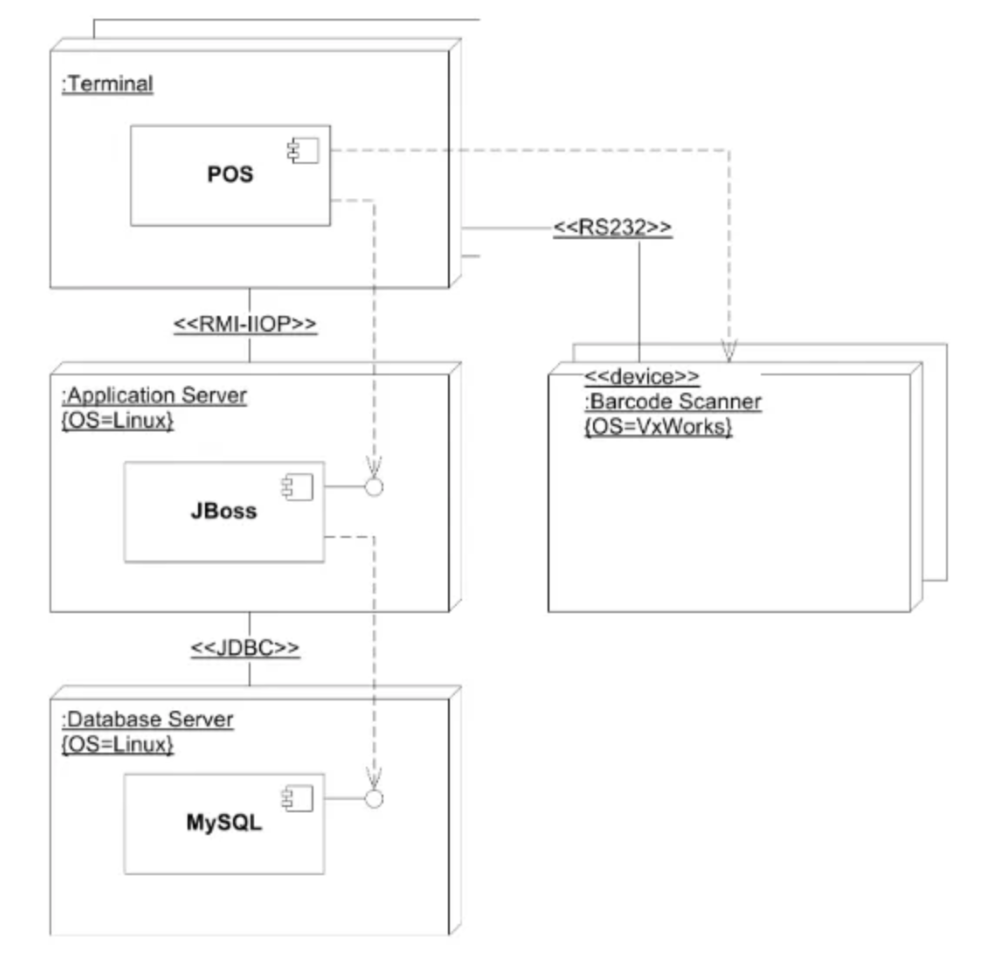 :Terminal
POS
<<RS232>>
<<RMI-IIOP>>
:Application Server
{OS=Linux}
JBoss
<<device>>
:Barcode Scanner
{OS=VxWorks}
<<JDBC>>
:Database Server
{OS=Linux}
MySQL